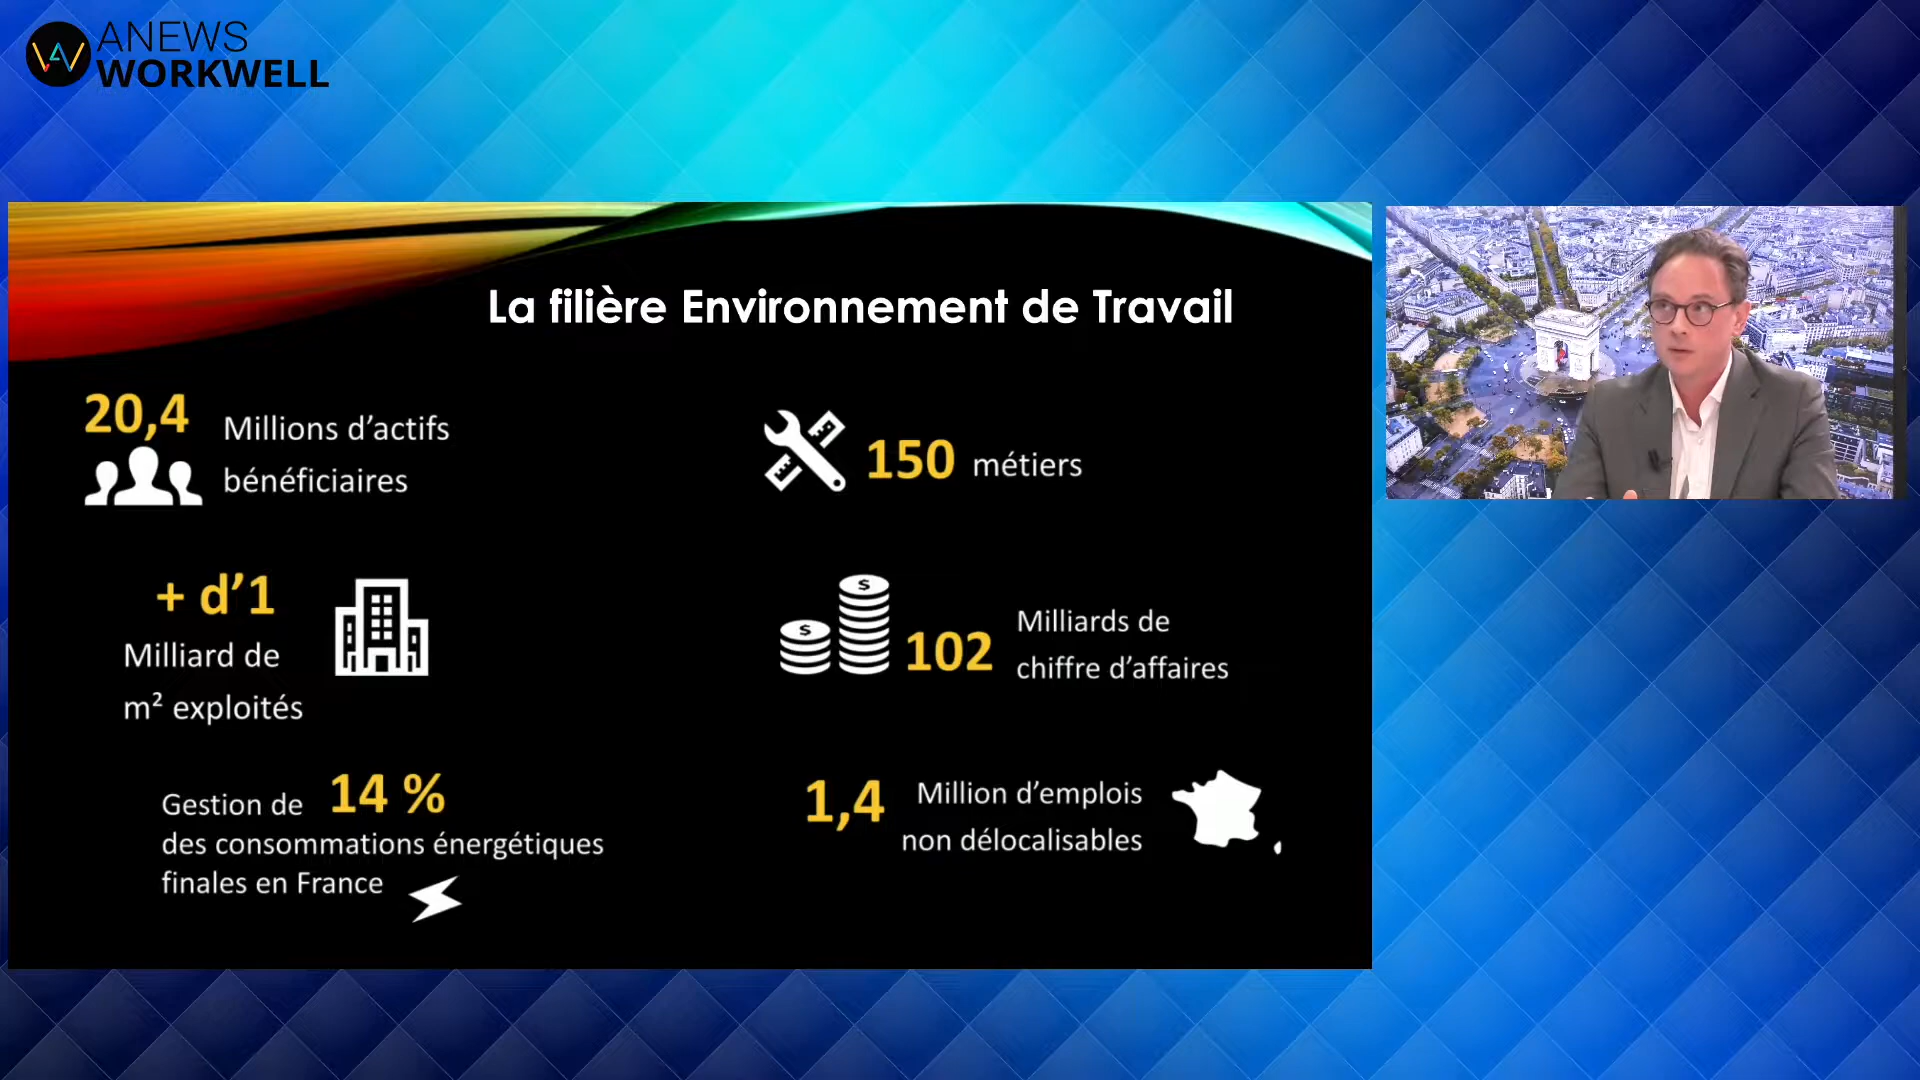 ANEWS
WORKWELL
La filière Environnement de Travail
20,4
Millions d’actifs
bénéficiaires
150 métiers
+ d’1
Milliard de
m² exploités
$
$
102
Milliards de
chiffre d’affaires
Gestion de 14 %
des consommations énergétiques
finales en France
1,4
Million d’emplois
non délocalisables